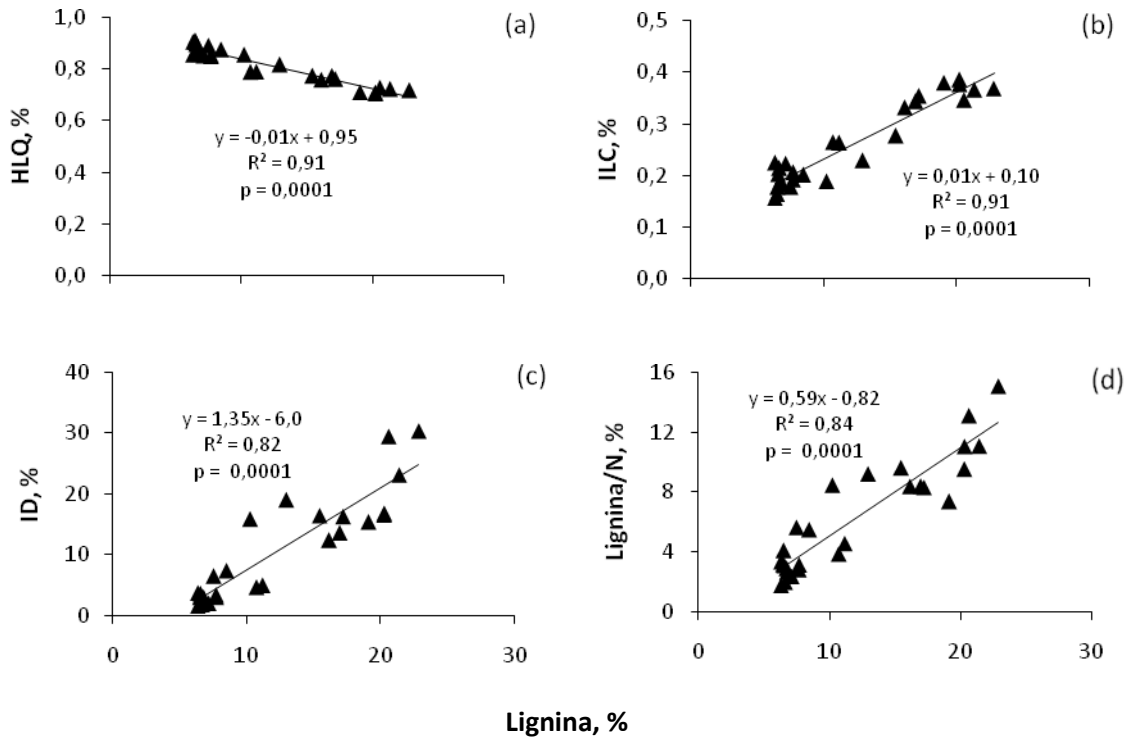 (a)
HLQ, %
1,0
0,8
0,6
0,4
0,2
0,0
y = -0,01x + 0,95
R² = 0,91
p = 0,0001
(b)
ILC, %
0,5
0,4
0,3
0,2
0,1
0,0
y = 0,01x + 0,10
R² = 0,91
p = 0,0001
(c)
ID, %
40
30
20
10
0
y = 1,35x - 6,0
R² = 0,82
p = 0,0001
0 10 20 30
(d)
Lignina/N, %
16
12
8
4
0
y = 0,59x - 0,82
R² = 0,84
p = 0,0001
0 10 20 30
Lignina, %